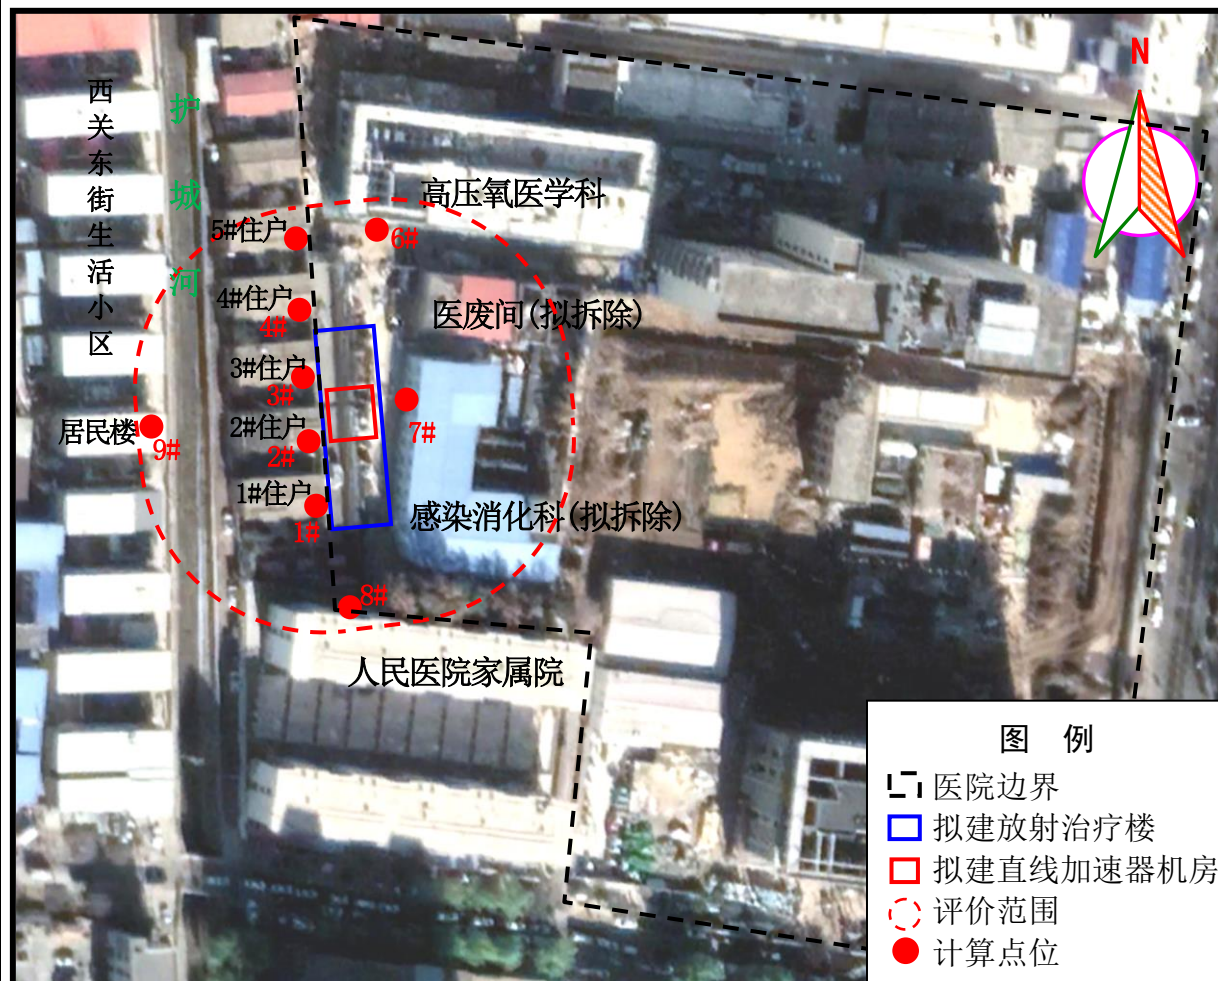 N
西关东街生活小区
护城河
高压氧医学科
5#住户
6#
医废间(拟拆除)
4#住户
4#
3#住户
3#
7#
2#住户
2#
居民楼
9#
1#住户
1#
感染消化科(拟拆除)
8#
人民医院家属院
图 例
医院边界
拟建放射治疗楼
拟建直线加速器机房
评价范围
计算点位